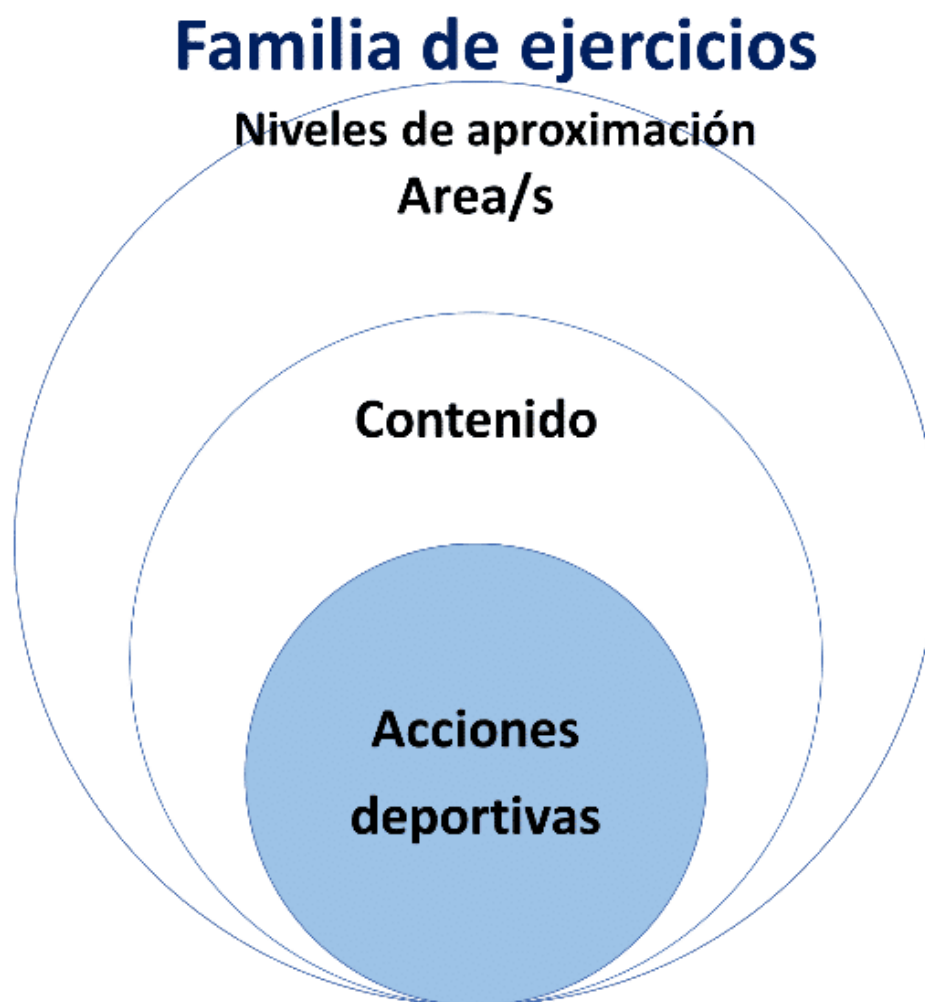 Familia de ejercicios
Niveles de aproximación
Area/s
Contenido
Acciones
deportivas